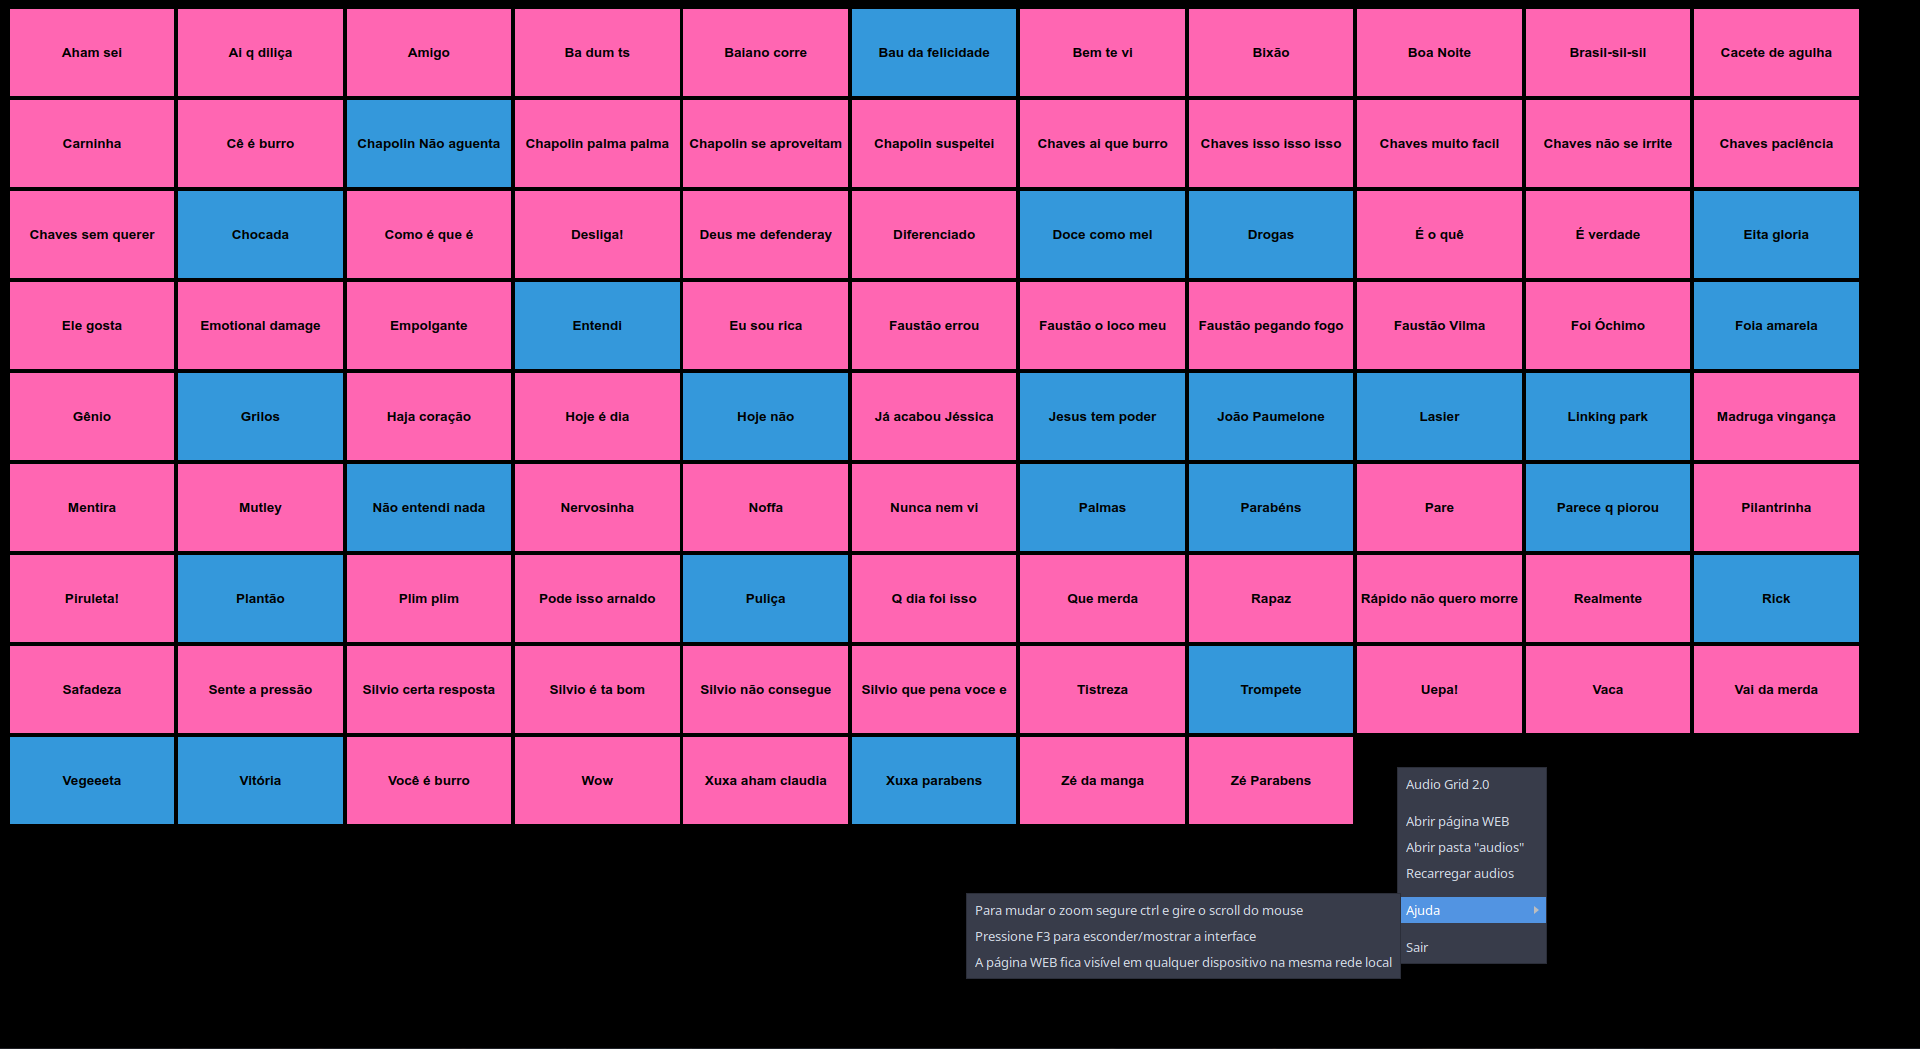 Aham sei
Ai q diliça
Amigo
Ba dum ts
Baiano corre
Bau da felicidade
Bem te vi
Bixão
Boa Noite
Brasil-sil-sil
Cacete de agulha
Carninha
Cê é burro
Chapolin Não aguenta
Chapolin palma palma
Chapolin se aproveitam
Chapolin suspeitei
Chaves ai que burro
Chaves isso isso isso
Chaves muito facil
Chaves não se irrite
Chaves paciência
Chaves sem querer
Chocada
Como é que é
Desliga!
Deus me defenderay
Diferenciado
Doce como mel
Drogas
É o quê
É verdade
Eita gloria
Ele gosta
Emotional damage
Empolgante
Entendi
Eu sou rica
Faustão errou
Faustão o loco meu
Faustão pegando fogo
Faustão Vilma
Foi Óchimo
Foia amarela
Gênio
Grilos
Haja coração
Hoje é dia
Hoje não
Já acabou Jéssica
Jesus tem poder
João Paumelone
Lasier
Linking park
Madruga vingança
Mentira
Mutley
Não entendi nada
Nervosinha
Noffa
Nunca nem vi
Palmas
Parabéns
Pare
Parece q piorou
Pilantrinha
Piruleta!
Plantão
Plim plim
Pode isso arnaldo
Puliça
Q dia foi isso
Que merda
Rapaz
Rápido não quero morre
Realmente
Rick
Safadeza
Sente a pressão
Silvio certa resposta
Silvio é ta bom
Silvio não consegue
Silvio que pena voce e
Tistreza
Trompete
Uepa!
Vaca
Vai da merda
Vegeeeta
Vitória
Você é burro
Wow
Xuxa aham claudia
Xuxa parabens
Zé da manga
Zé Parabens
Audio Grid 2.0
Abrir página WEB
Abrir pasta "audios"
Recarregar audios
Ajuda
Sair
Para mudar o zoom segure ctrl e gire o scroll do mouse
Pressione F3 para esconder/mostrar a interface
A página WEB fica visível em qualquer dispositivo na mesma rede local